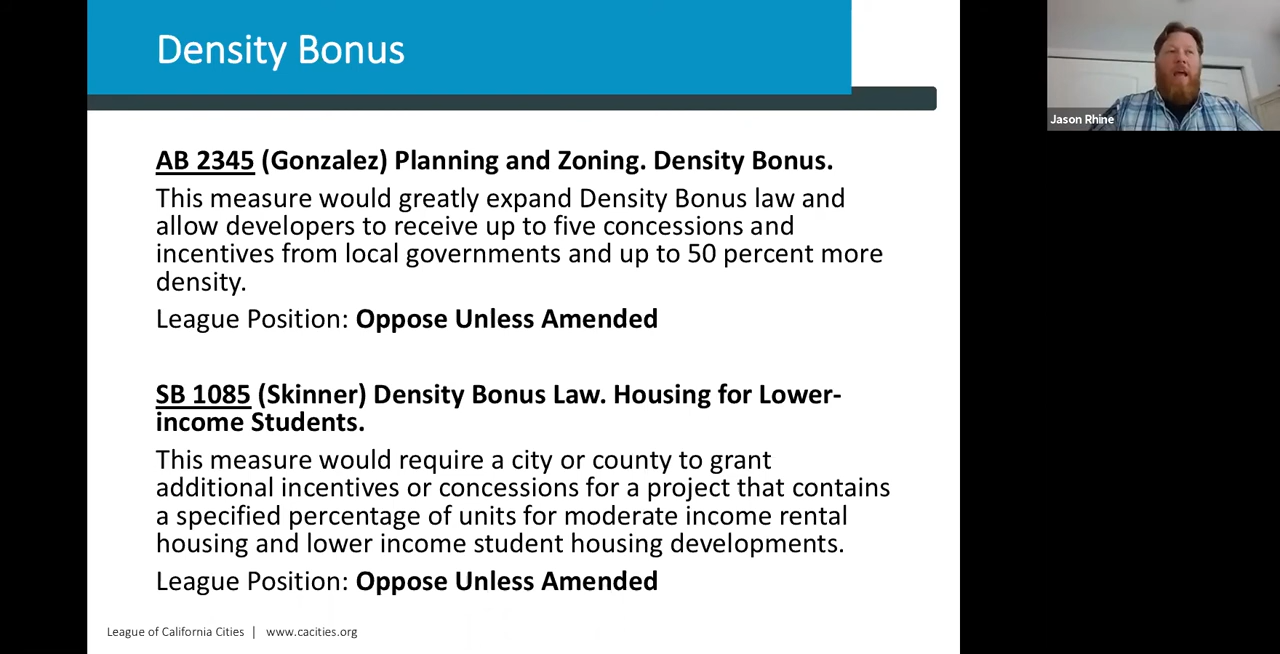 Density Bonus
Jason Rhine
AB 2345 (Gonzalez) Planning and Zoning. Density Bonus.
This measure would greatly expand Density Bonus law and
allow developers to receive up to five concessions and
incentives from local governments and up to 50 percent more
density.
League Position: Oppose Unless Amended
SB 1085 (Skinner) Density Bonus Law. Housing for Lower-
income Students.
This measure would require a city or county to grant
additional incentives or concessions for a project that contains
a specified percentage of units for moderate income rental
housing and lower income student housing developments.
League Position: Oppose Unless Amended
League of California Cities | www.cacities.org